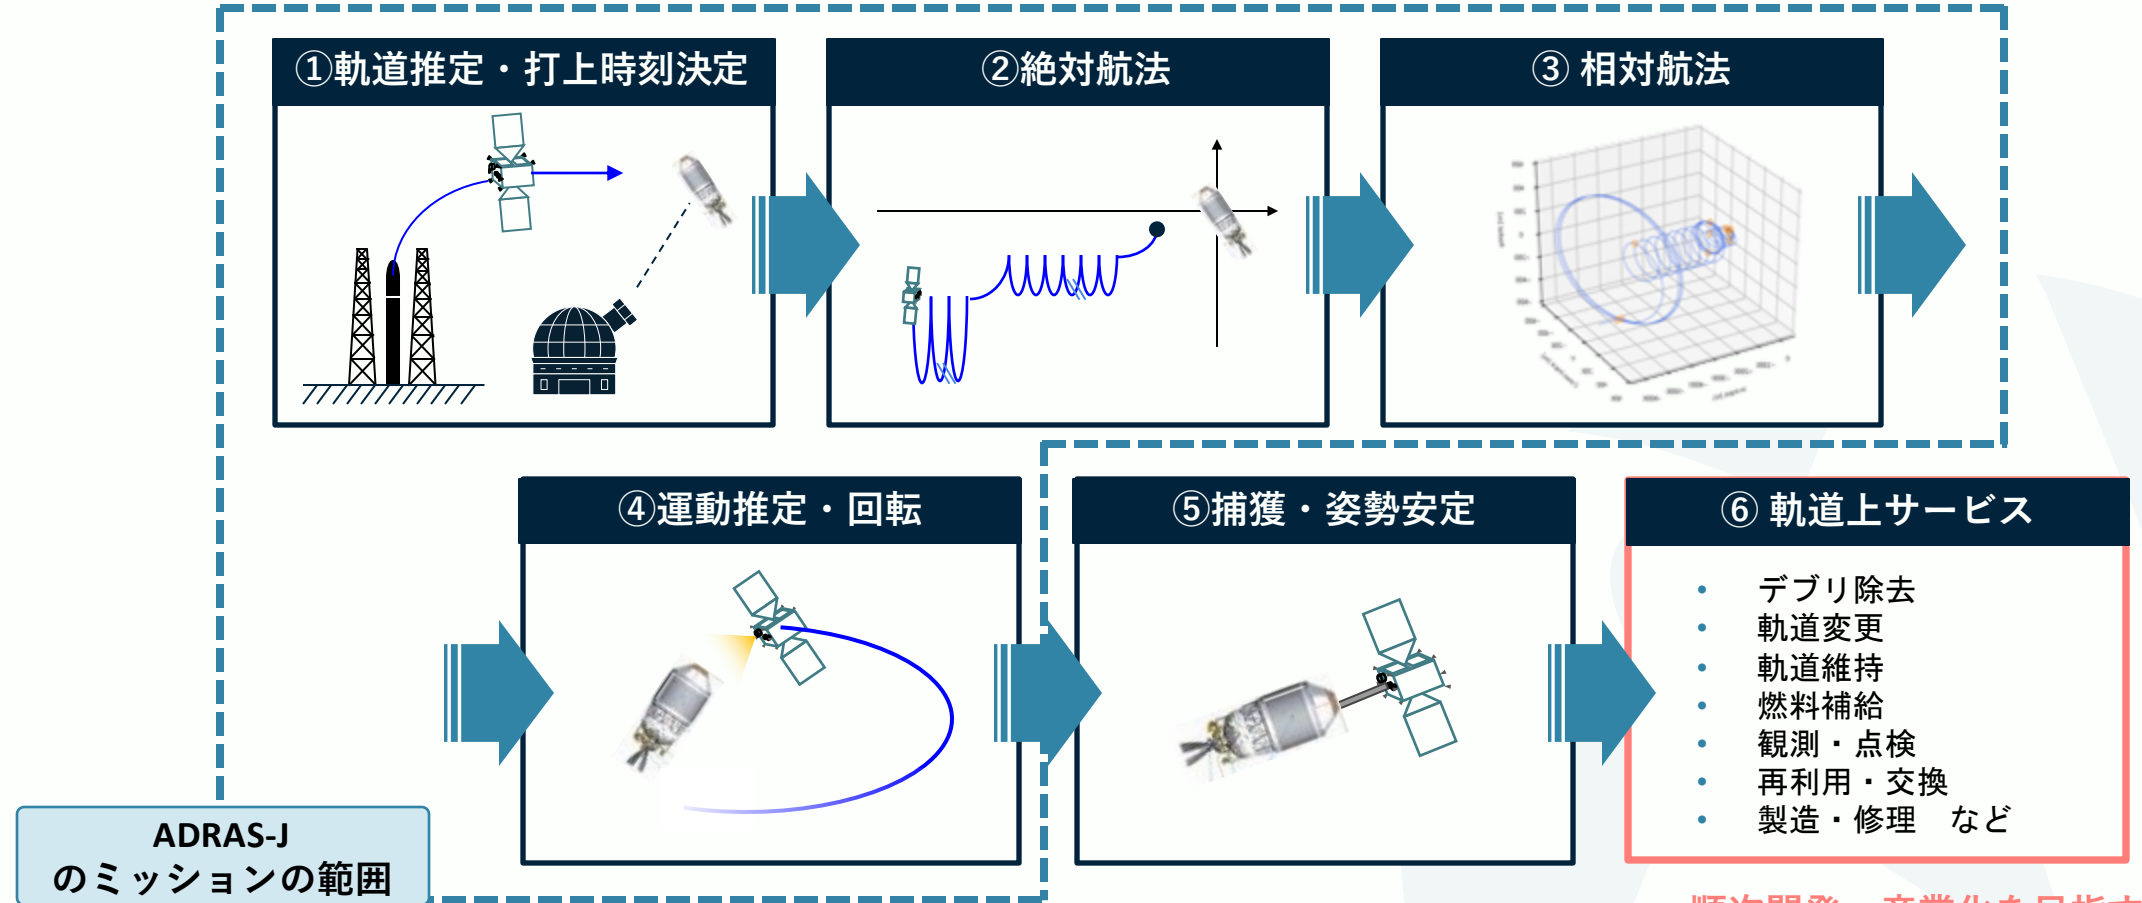 ①軌道推定・打上時刻決定
②絶対航法
③ 相対航法
④運動推定・回転
⑤捕獲・姿勢安定
⑥ 軌道上サービス
• デブリ除去
• 軌道変更
• 軌道維持
• 燃料補給
• 観測・点検
• 再利用・交換
• 製造・修理　など
ADRAS-J
のミッションの範囲